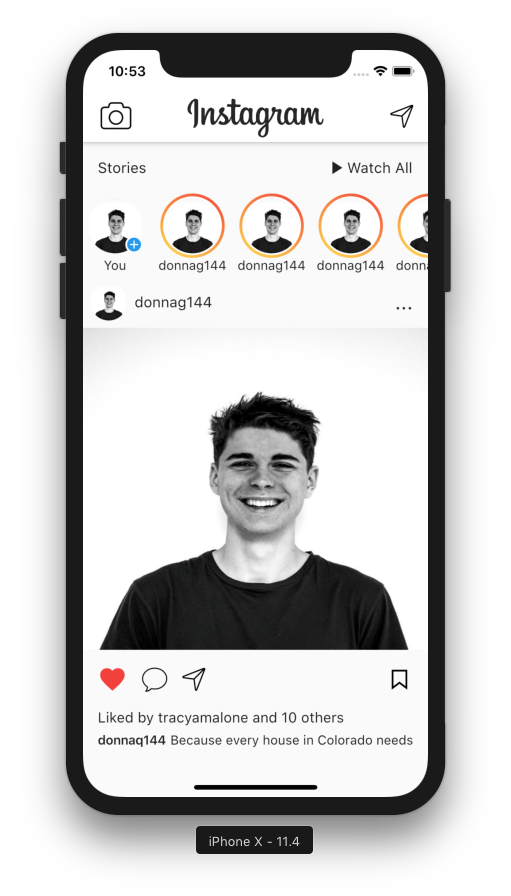 10:53
Instagram
Stories
Watch All
You
donnag144
donnag144
donnag144
donna
donnag144
...
Liked by tracyamalone and 10 others
donnaq144 Because every house in Colorado needs
iPhone X - 11.4